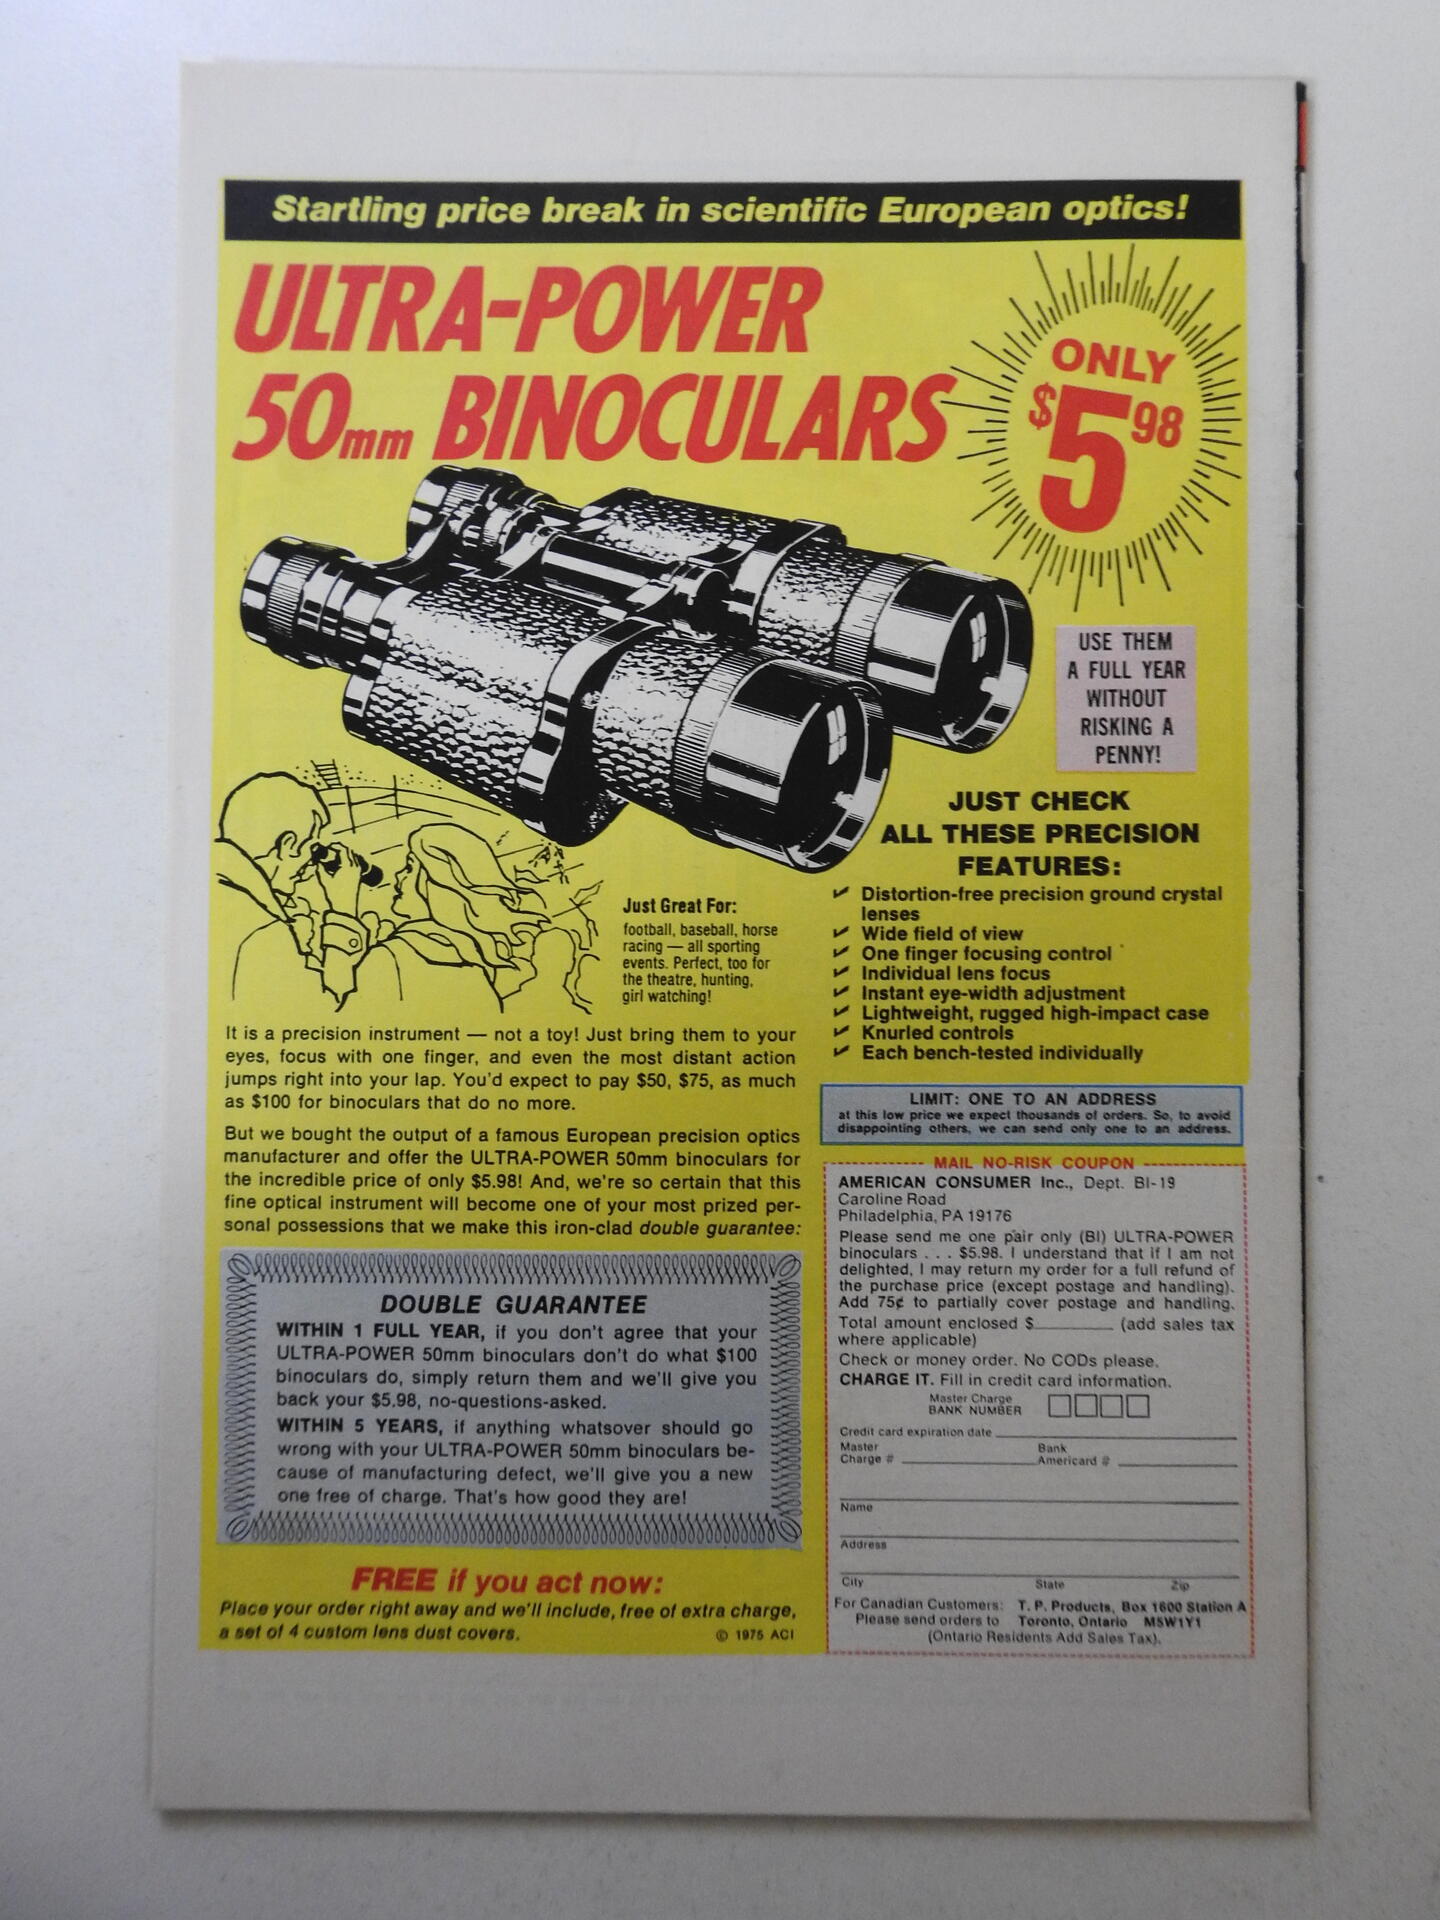 Startling price break in scientific European optics!
ULTRA-POWER
50mm BINOCULARS
ONLY
$5 98
USE THEM
A FULL YEAR
WITHOUT
RISKING A
PENNY!
JUST CHECK
ALL THESE PRECISION
FEATURES:
✔ Distortion-free precision ground crystal
lenses
✔ Wide field of view
✔ One finger focusing control
✔ Individual lens focus
✔ Instant eye-width adjustment
✔ Lightweight, rugged high-impact case
✔ Knurled controls
✔ Each bench-tested individually
Just Great For:
football, baseball, horse
racing — all sporting
events. Perfect, too for
the theatre, hunting,
girl watching!
It is a precision instrument — not a toy! Just bring them to your
eyes, focus with one finger, and even the most distant action
jumps right into your lap. You'd expect to pay $50, $75, as much
as $100 for binoculars that do no more.
But we bought the output of a famous European precision optics
manufacturer and offer the ULTRA-POWER 50mm binoculars for
the incredible price of only $5.98! And, we're so certain that this
fine optical instrument will become one of your most prized per-
sonal possessions that we make this iron-clad double guarantee:
DOUBLE GUARANTEE
WITHIN 1 FULL YEAR, if you don't agree that your
ULTRA-POWER 50mm binoculars don't do what $100
binoculars do, simply return them and we'll give you
back your $5.98, no-questions-asked.
WITHIN 5 YEARS, if anything whatsover should go
wrong with your ULTRA-POWER 50mm binoculars be-
cause of manufacturing defect, we'll give you a new
one free of charge. That's how good they are!
FREE if you act now:
Place your order right away and we'll include, free of extra charge,
a set of 4 custom lens dust covers.
© 1975 ACI
LIMIT: ONE TO AN ADDRESS
at this low price we expect thousands of orders. So, to avoid
disappointing others, we can send only one to an address.
MAIL NO-RISK COUPON
AMERICAN CONSUMER Inc., Dept. BI-19
Caroline Road
Philadelphia, PA 19176
Please send me one pair only (BI) ULTRA-POWER
binoculars . . . $5.98. I understand that if I am not
delighted, I may return my order for a full refund of
the purchase price (except postage and handling).
Add 75¢ to partially cover postage and handling.
Total amount enclosed $________ (add sales tax
where applicable)
Check or money order. No CODs please.
CHARGE IT. Fill in credit card information.
Master Charge
BANK NUMBER
Credit card expiration date
Master Bank
Charge # Americard #
Name
Address
City State Zip
For Canadian Customers: T. P. Products, Box 1600 Station A
Please send orders to Toronto, Ontario M5W1Y1
(Ontario Residents Add Sales Tax).